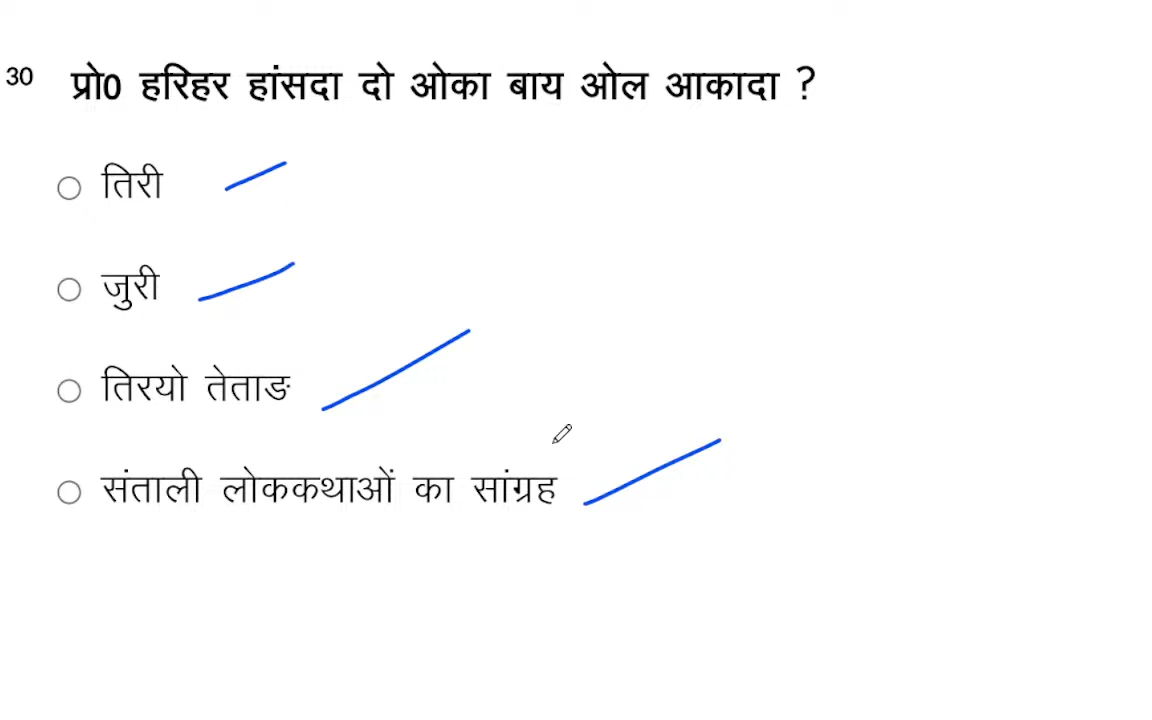 30 प्रो0 हरिहर हांसदा दो ओका बाय ओल आकादा ?
तिरी
जुरी
तिरयो तेताङ
संताली लोककथाओं का सांग्रह